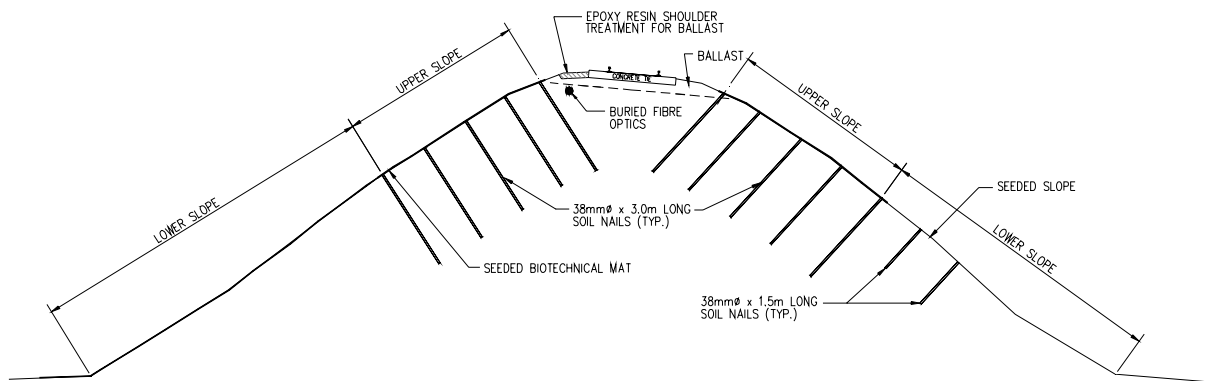 EPOXY RESIN SHOULDER
TREATMENT FOR BALLAST
UPPER SLOPE
BALLAST
CONCRETE TIE
BURIED FIBRE
OPTICS
UPPER SLOPE
LOWER SLOPE
SEEDED SLOPE
38mmø x 3.0m LONG
SOIL NAILS (TYP.)
LOWER SLOPE
SEEDED BIOTECHNICAL MAT
38mmø x 1.5m LONG
SOIL NAILS (TYP.)